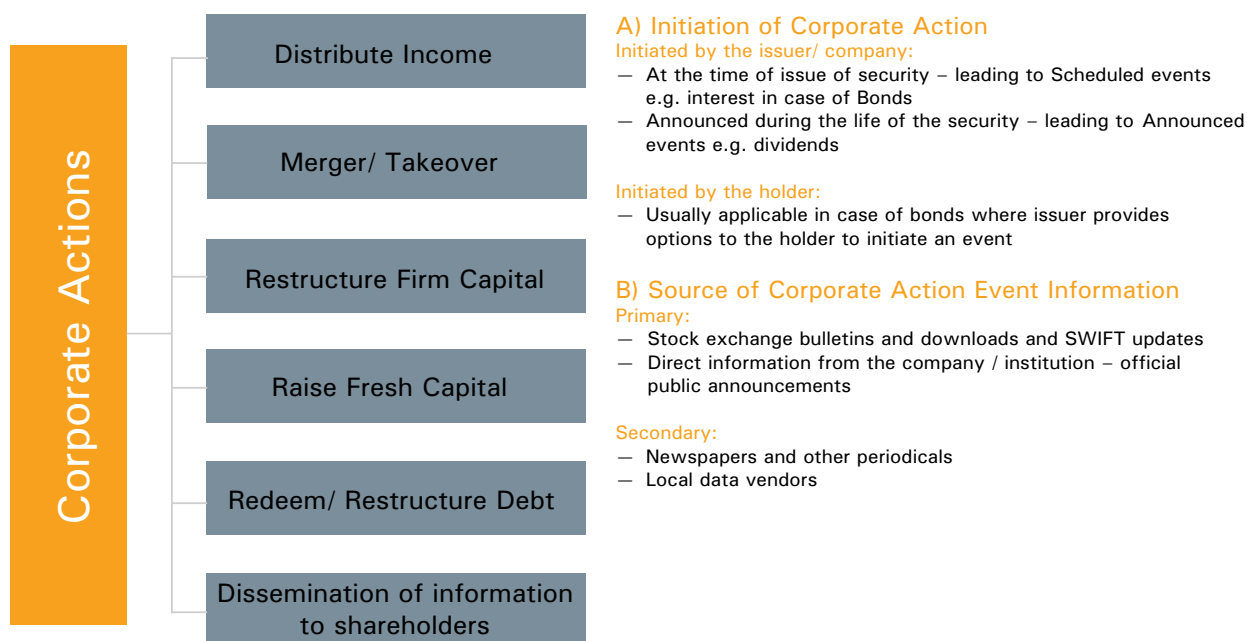 Corporate Actions
Distribute Income
Merger/ Takeover
Restructure Firm Capital
Raise Fresh Capital
Redeem/ Restructure Debt
Dissemination of information
to shareholders
A) Initiation of Corporate Action
Initiated by the issuer/ company:
— At the time of issue of security – leading to Scheduled events
e.g. interest in case of Bonds
— Announced during the life of the security – leading to Announced
events e.g. dividends
Initiated by the holder:
— Usually applicable in case of bonds where issuer provides
options to the holder to initiate an event
B) Source of Corporate Action Event Information
Primary:
— Stock exchange bulletins and downloads and SWIFT updates
— Direct information from the company / institution – official
public announcements
Secondary:
— Newspapers and other periodicals
— Local data vendors